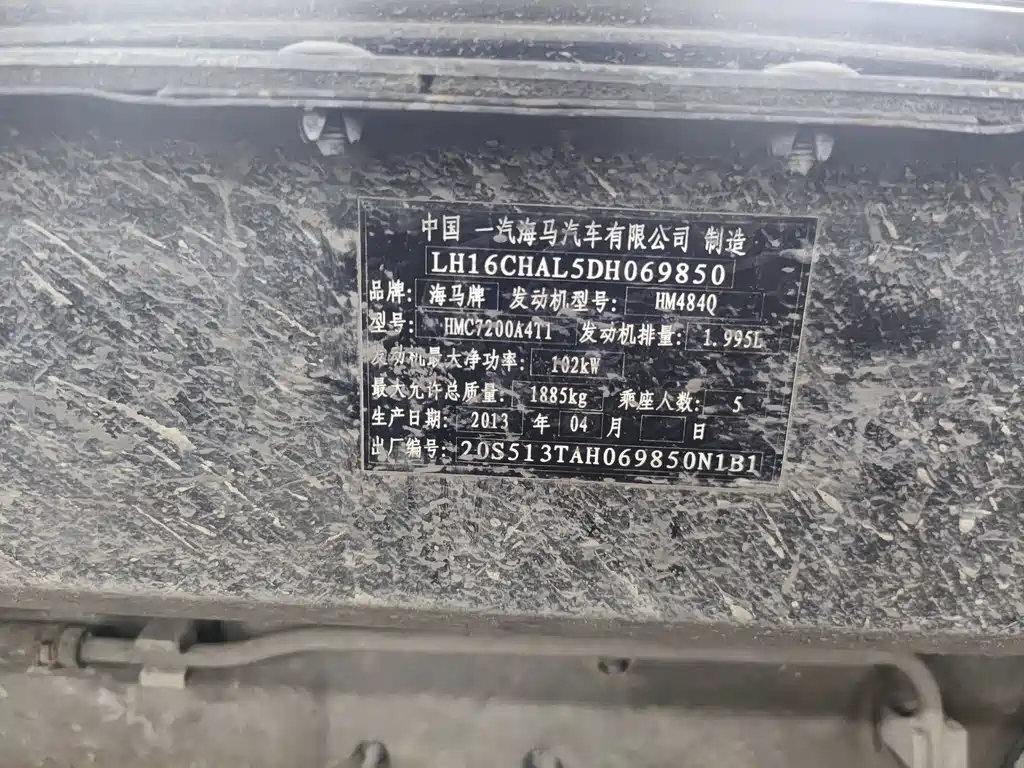 中国 一汽海马汽车有限公司 制造
LH16CHAL5DH069850
品牌: 海马牌 发动机型号: HM484Q
型号: HMC7200A4T1 发动机排量: 1.995L
发动机最大净功率: 102kW
最大允许总质量: 1885kg 乘座人数: 5
生产日期: 2013 年 04 月 日
出厂编号: 20S513TAH069850N1B1